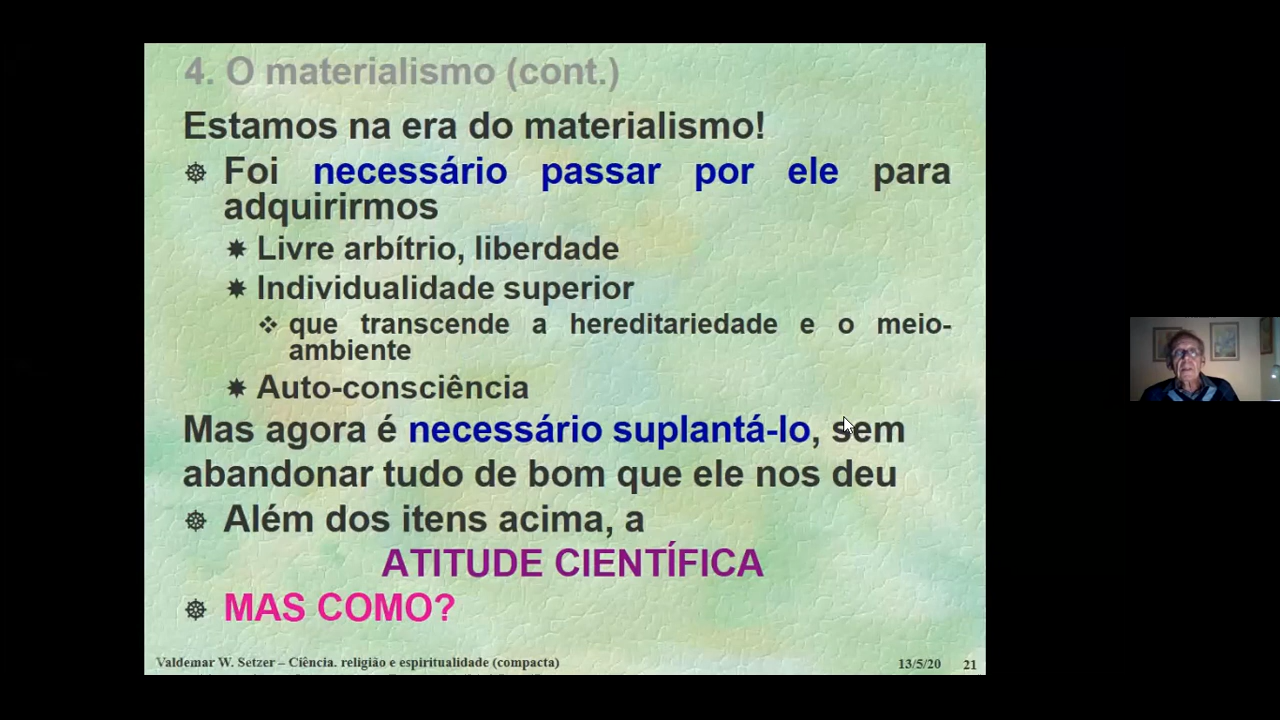 4. O materialismo (cont.)
Estamos na era do materialismo!
Foi necessário passar por ele para
adquirirmos
Livre arbítrio, liberdade
Individualidade superior
que transcende a hereditariedade e o meio-
ambiente
Auto-consciência
Mas agora é necessário suplantá-lo, sem
abandonar tudo de bom que ele nos deu
Além dos itens acima, a
ATITUDE CIENTÍFICA
MAS COMO?
Valdemar W. Setzer – Ciência. religião e espiritualidade (compacta) 13/5/20 21